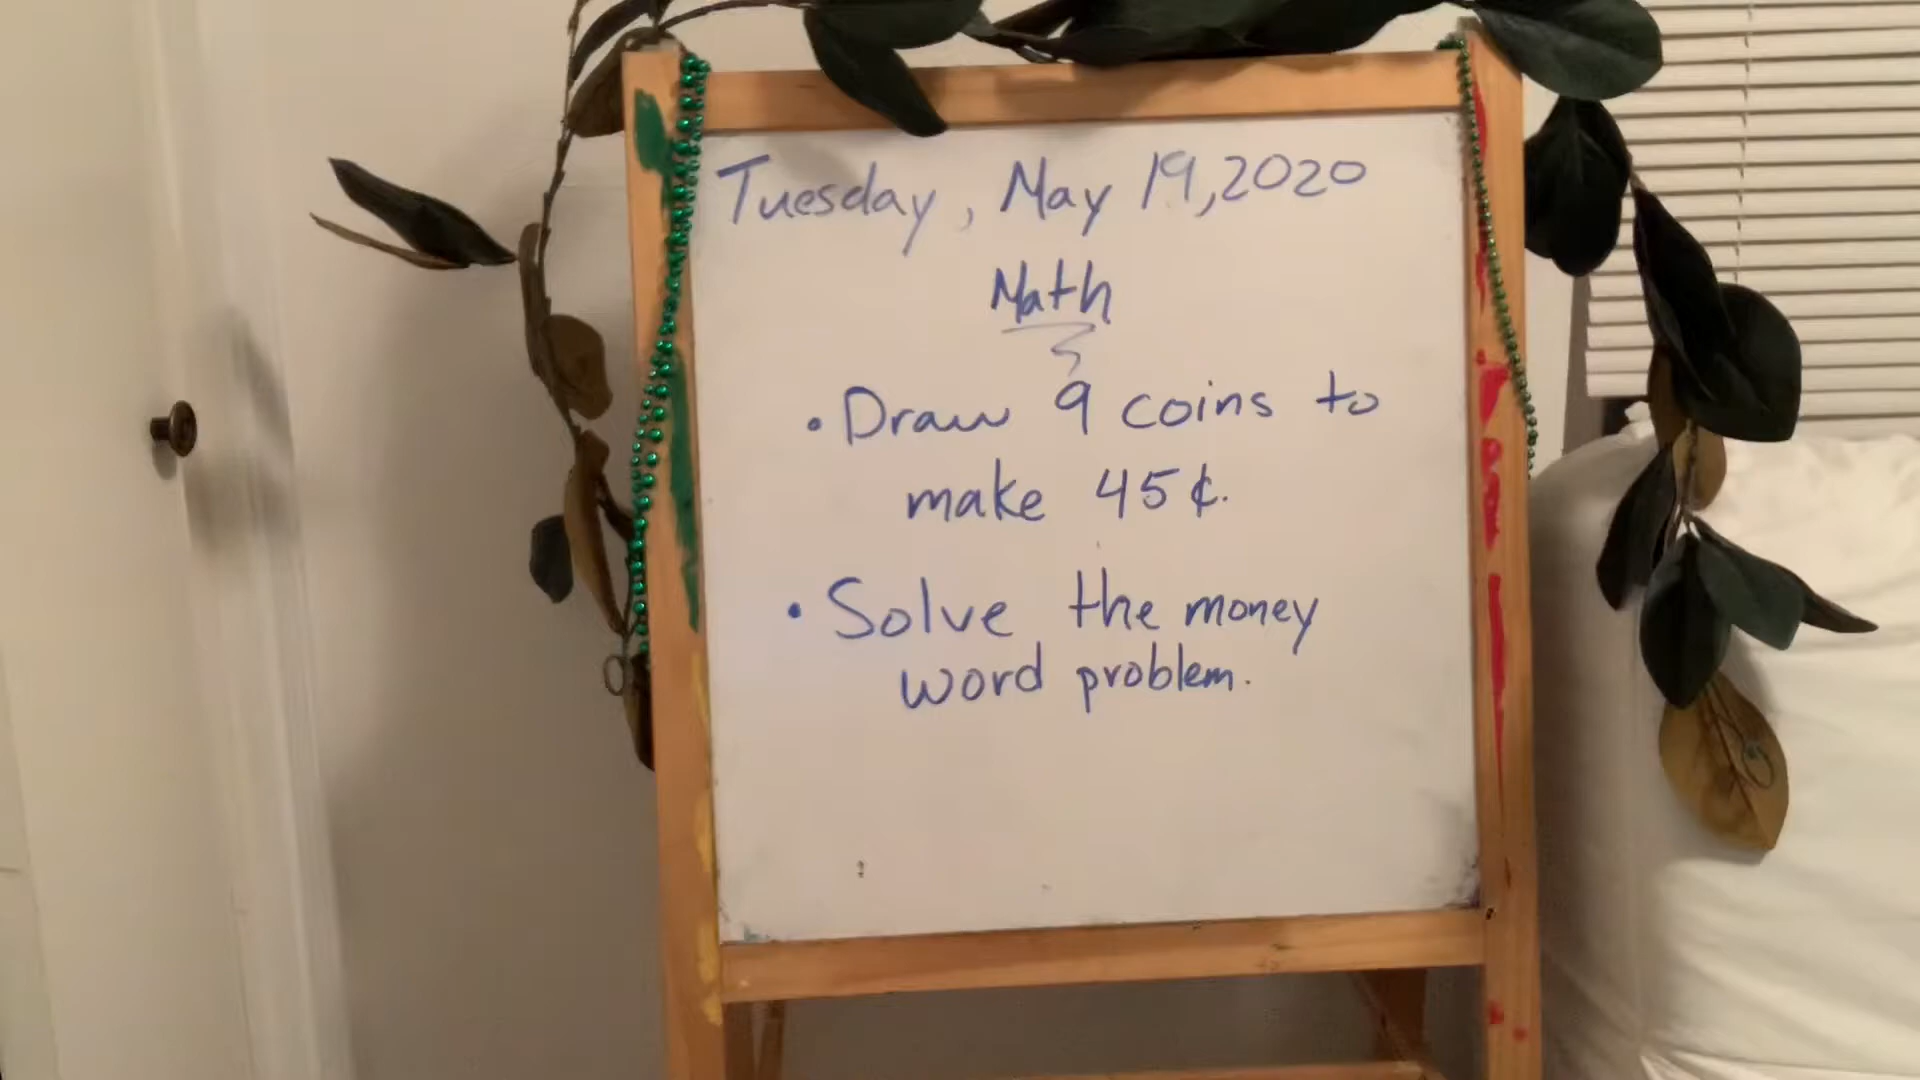 Tuesday, May 19, 2020
Math
• Draw 9 coins to
make 45¢.
• Solve the money
word problem.